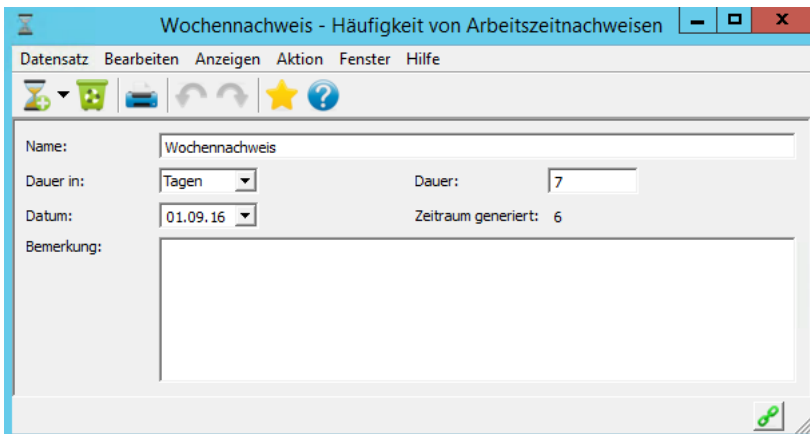 Wochennachweis - Häufigkeit von Arbeitszeitnachweisen
Datensatz Bearbeiten Anzeigen Aktion Fenster Hilfe
Name: Wochennachweis
Dauer in: Tagen Dauer: 7
Datum: 01.09.16 Zeitraum generiert: 6
Bemerkung: